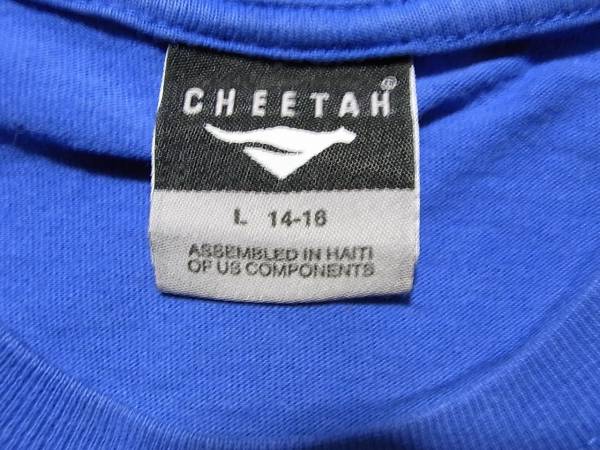 CHEETAH®
L 14-16
ASSEMBLED IN HAITI
OF US COMPONENTS